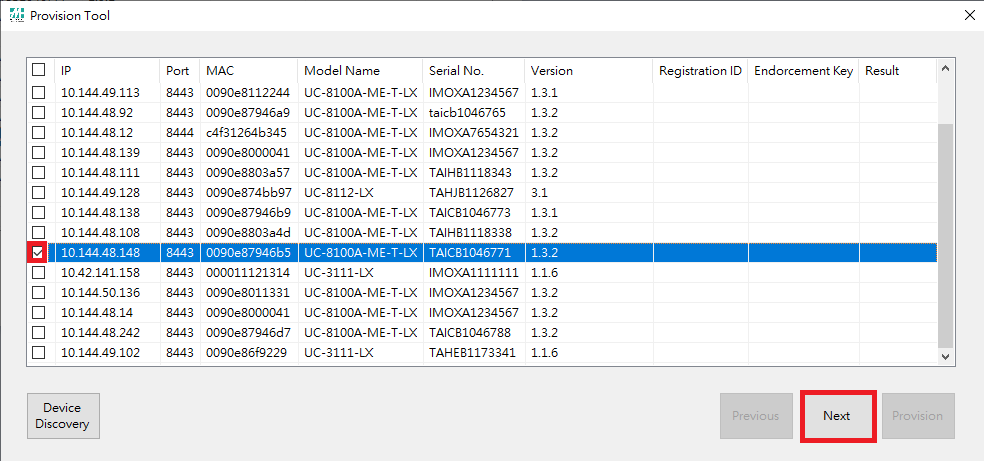 Provision Tool
IP Port MAC Model Name Serial No. Version Registration ID Endorsement Key Result
10.144.49.113 8443 0090e8112244 UC-8100A-ME-T-LX IMOXA1234567 1.3.1
10.144.48.92 8443 0090e87946a9 UC-8100A-ME-T-LX taicb1046765 1.3.2
10.144.48.12 8444 c4f31264b345 UC-8100A-ME-T-LX IMOXA7654321 1.3.2
10.144.48.139 8443 0090e8000041 UC-8100A-ME-T-LX IMOXA1234567 1.3.2
10.144.48.111 8443 0090e8803a57 UC-8100A-ME-T-LX TAIHB1118343 1.3.2
10.144.49.128 8443 0090e874bb97 UC-8112-LX TAHJB1126827 3.1
10.144.48.138 8443 0090e87946b9 UC-8100A-ME-T-LX TAICB1046773 1.3.1
10.144.48.108 8443 0090e8803a4d UC-8100A-ME-T-LX TAIHB1118338 1.3.2
10.144.48.148 8443 0090e87946b5 UC-8100A-ME-T-LX TAICB1046771 1.3.2
10.42.141.158 8443 000011121314 UC-3111-LX IMOXA1111111 1.1.6
10.144.50.136 8443 0090e8011331 UC-8100A-ME-T-LX IMOXA1234567 1.3.2
10.144.48.14 8443 0090e8000041 UC-8100A-ME-T-LX IMOXA1234567 1.3.2
10.144.48.242 8443 0090e87946d7 UC-8100A-ME-T-LX TAICB1046788 1.3.2
10.144.49.102 8443 0090e86f9229 UC-3111-LX TAHEB1173341 1.1.6
Device
Discovery
Previous
Next
Provision